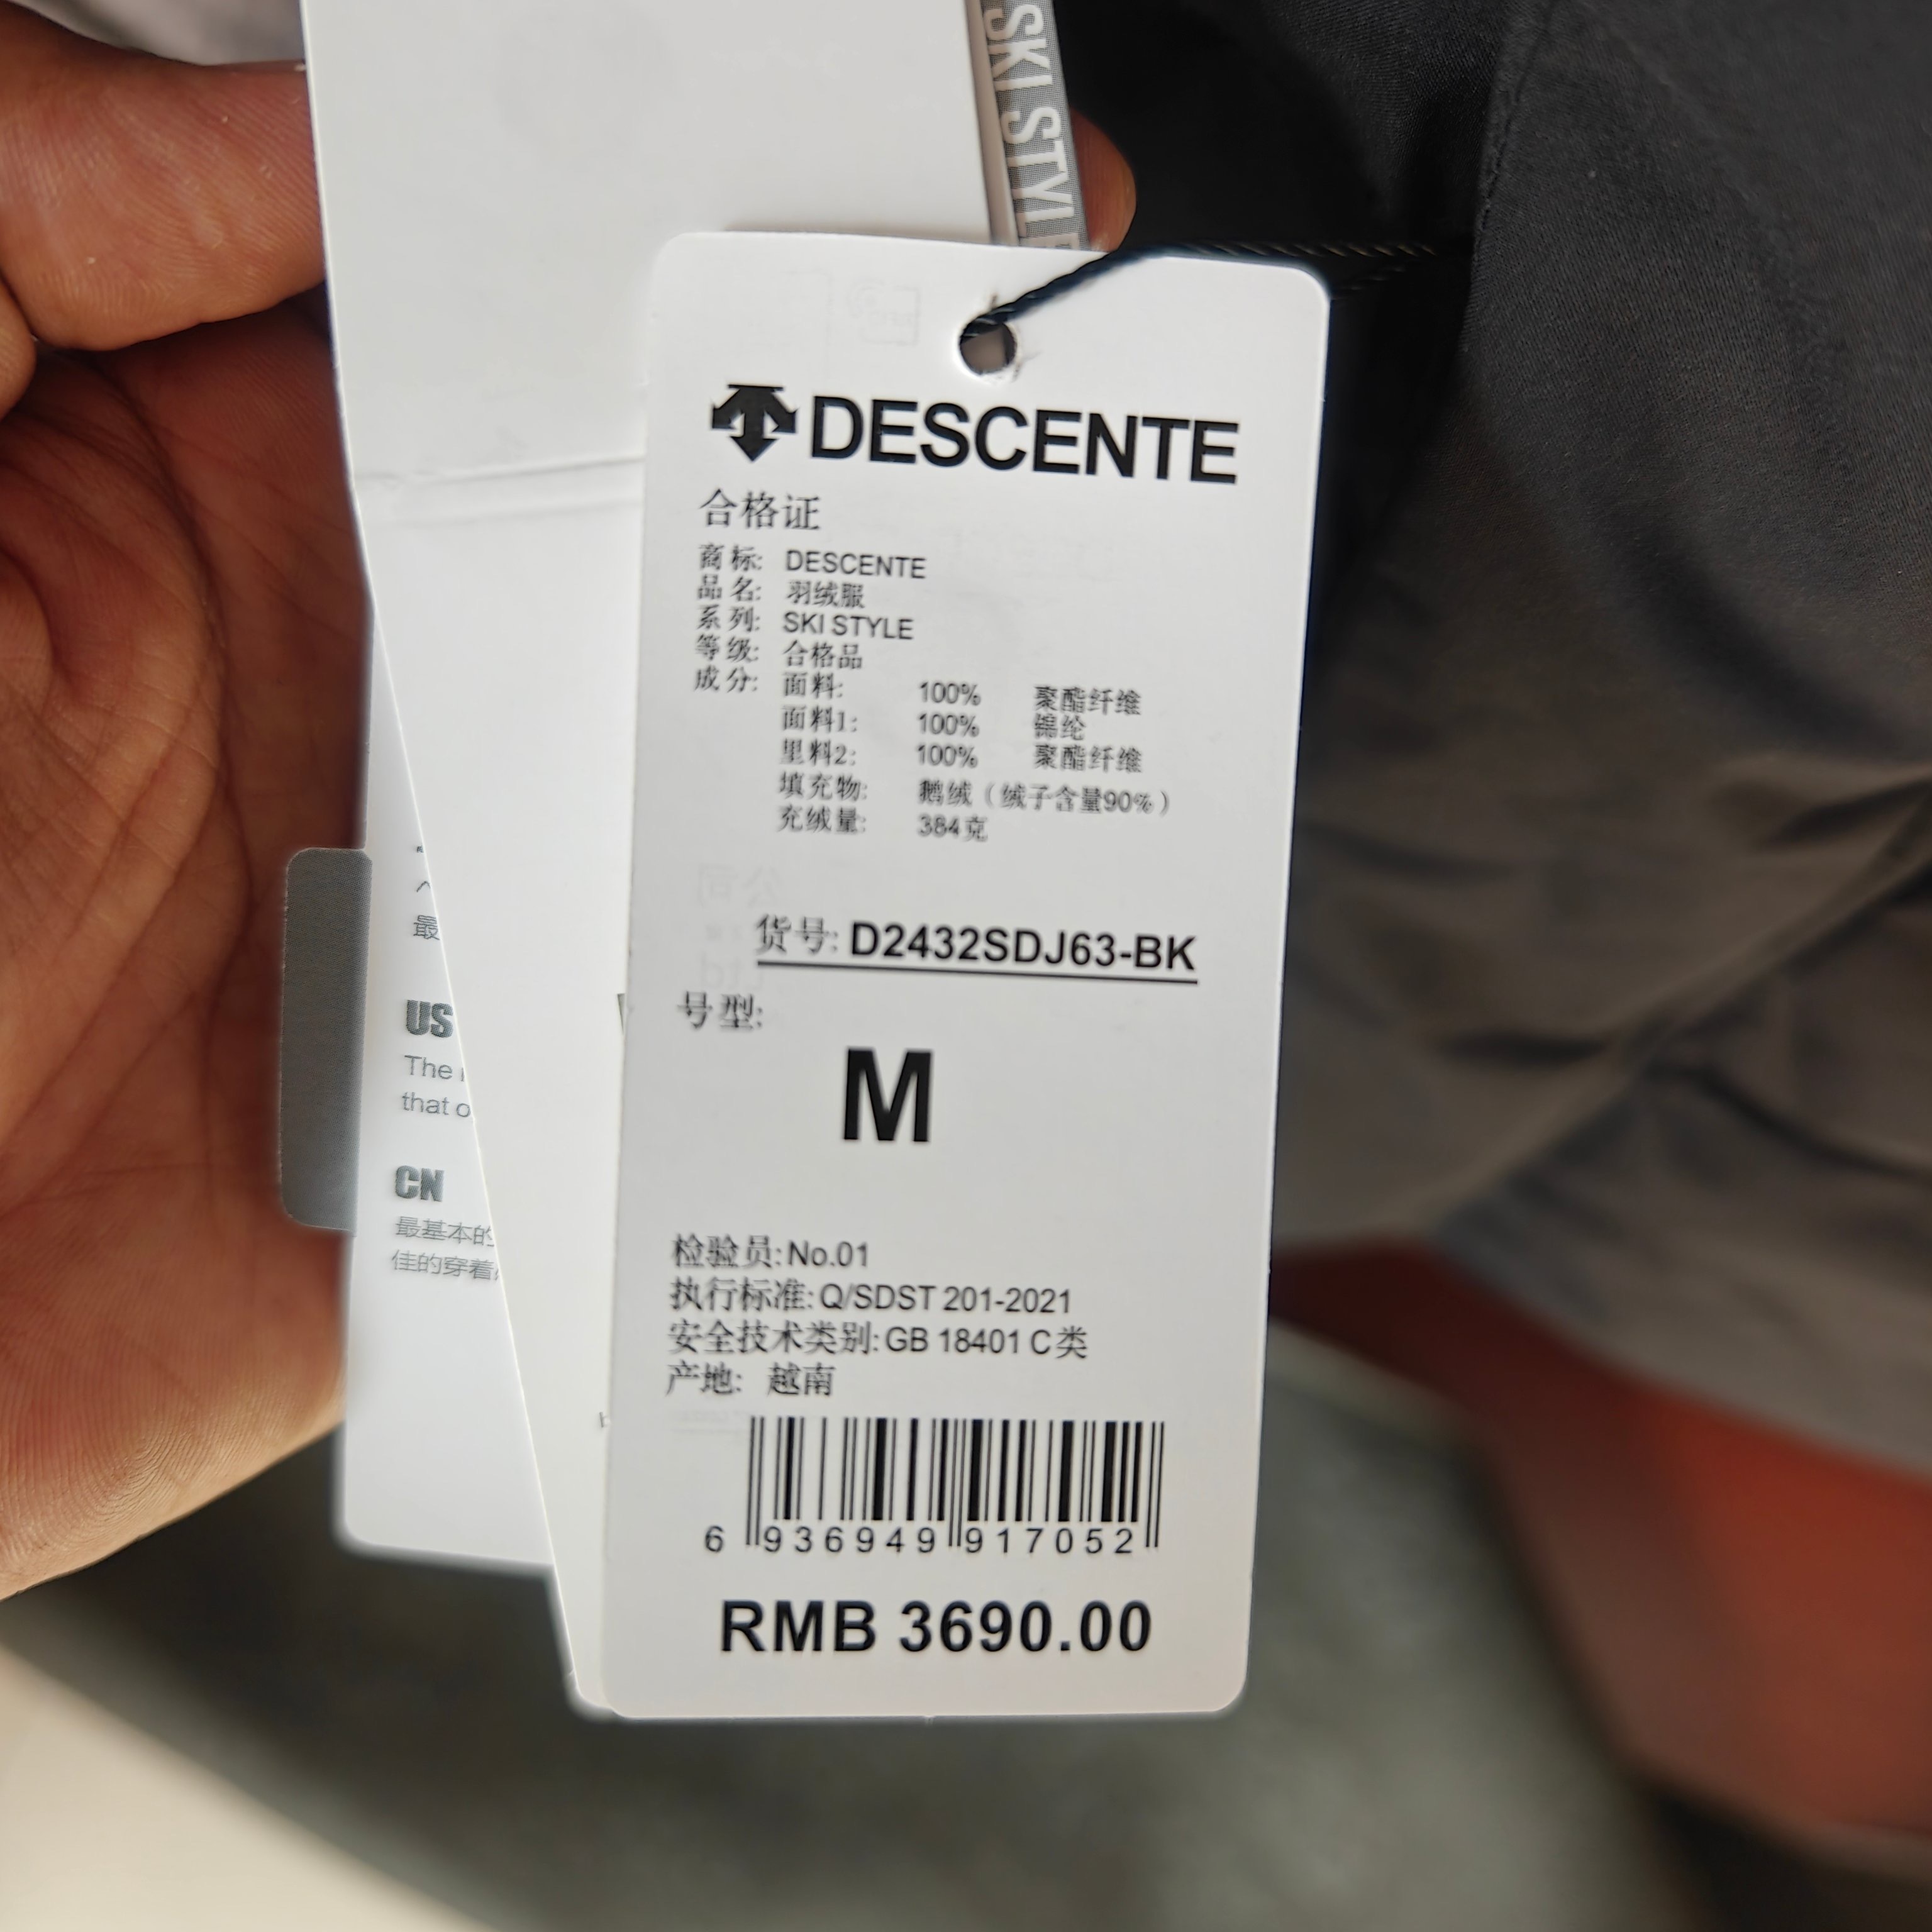 SKI STYLE
DESCENTE
合格证
商标: DESCENTE
品名: 羽绒服
系列: SKI STYLE
等级: 合格品
成分: 面料: 100% 聚酯纤维
面料1: 100% 锦纶
里料2: 100% 聚酯纤维
填充物: 鹅绒（绒子含量90%）
充绒量: 384克
货号: D2432SDJ63-BK
号型:
M
检验员: No.01
执行标准: Q/SDST 201-2021
安全技术类别: GB 18401 C类
产地: 越南
6 936949 917052
RMB 3690.00
最
US
The
that o
CN
最基本的
佳的穿着